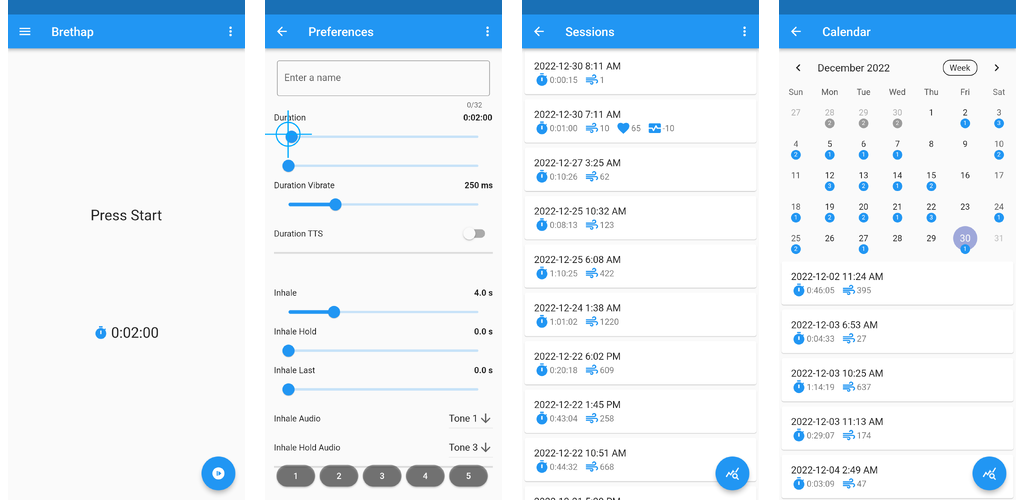 Brethap
Press Start
0:02:00
Preferences
Enter a name
0/32
Duration 0:02:00
Duration Vibrate 250 ms
Duration TTS
Inhale 4.0 s
Inhale Hold 0.0 s
Inhale Last 0.0 s
Inhale Audio Tone 1
Inhale Hold Audio Tone 3
1 2 3 4 5
Sessions
2022-12-30 8:11 AM
0:00:15 1
2022-12-30 7:11 AM
0:01:00 10 65 -10
2022-12-27 3:25 AM
0:10:26 62
2022-12-25 10:32 AM
0:08:13 123
2022-12-25 6:08 AM
1:10:25 422
2022-12-24 1:38 AM
1:01:02 1220
2022-12-22 6:02 PM
0:20:18 609
2022-12-22 1:45 PM
0:43:04 258
2022-12-22 10:51 AM
0:44:32 668
Calendar
December 2022 Week
Sun Mon Tue Wed Thu Fri Sat
27 28 29 30 1 2 3
2 2 2 1 3
4 5 6 7 8 9 10
2 1 1 1 2
11 12 13 14 15 16 17
3 2 1 2
18 19 20 21 22 23 24
1 2 2 1 3 1
25 26 27 28 29 30 31
2 1 1
2022-12-02 11:24 AM
0:46:05 395
2022-12-03 6:53 AM
0:04:33 27
2022-12-03 10:25 AM
1:14:19 637
2022-12-03 11:13 AM
0:29:07 174
2022-12-04 2:49 AM
0:03:09 47